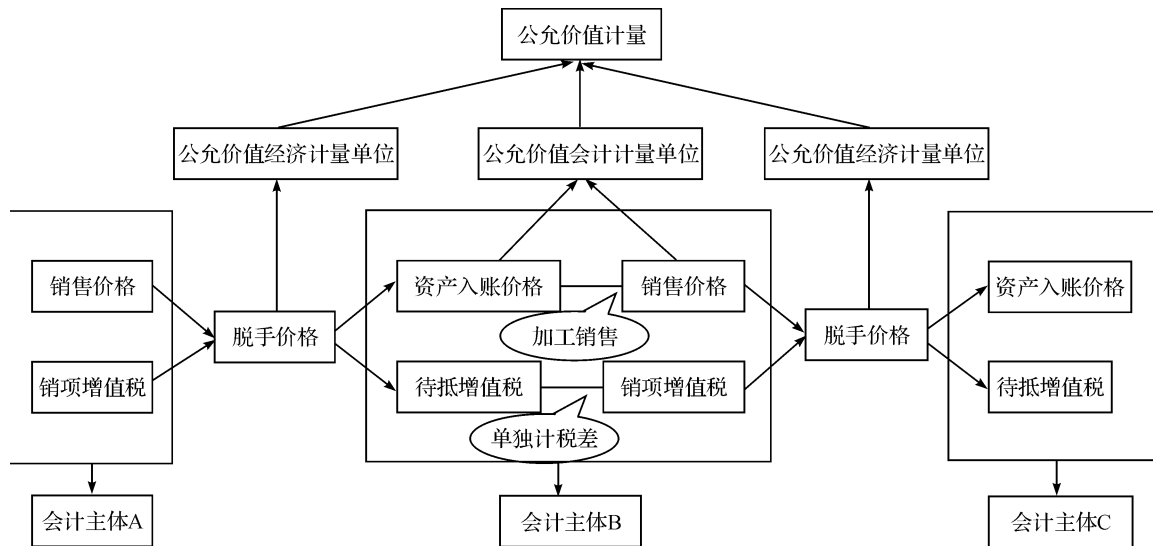 公允价值计量
公允价值经济计量单位
公允价值会计计量单位
公允价值经济计量单位
销售价格
资产入账价格
销售价格
资产入账价格
脱手价格
加工销售
脱手价格
销项增值税
待抵增值税
销项增值税
待抵增值税
单独计税差
会计主体A
会计主体B
会计主体C